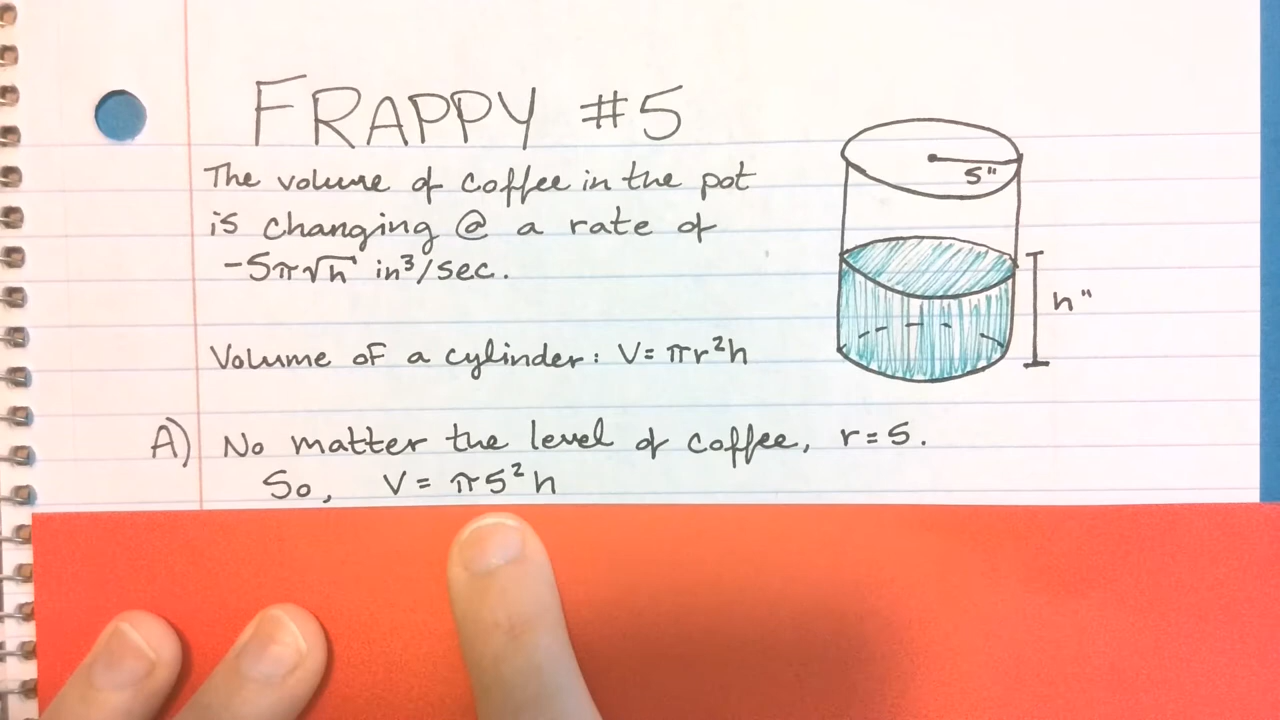 FRAPPY #5
The volume of coffee in the pot
is changing @ a rate of
-5π√h in³/sec.
5"
h"
Volume of a cylinder: V = πr²h
A) No matter the level of coffee, r = 5.
So, V = π5²h